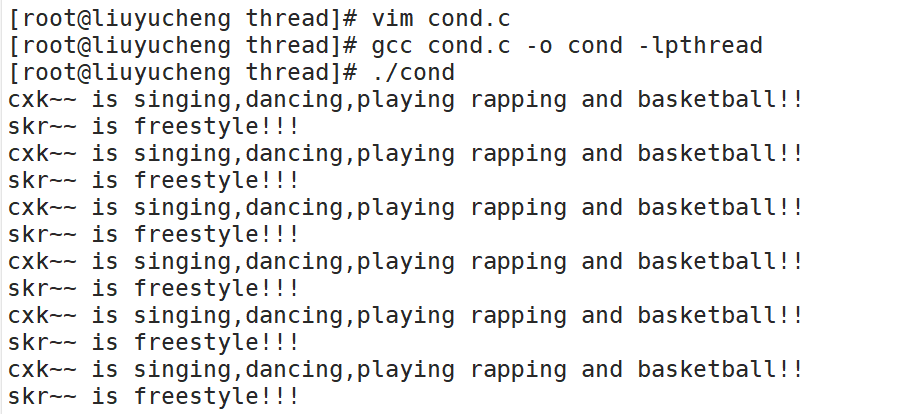 [root@liuyucheng thread]# vim cond.c
[root@liuyucheng thread]# gcc cond.c -o cond -lpthread
[root@liuyucheng thread]# ./cond
cxk~~ is singing,dancing,playing rapping and basketball!!
skr~~ is freestyle!!!
cxk~~ is singing,dancing,playing rapping and basketball!!
skr~~ is freestyle!!!
cxk~~ is singing,dancing,playing rapping and basketball!!
skr~~ is freestyle!!!
cxk~~ is singing,dancing,playing rapping and basketball!!
skr~~ is freestyle!!!
cxk~~ is singing,dancing,playing rapping and basketball!!
skr~~ is freestyle!!!
cxk~~ is singing,dancing,playing rapping and basketball!!
skr~~ is freestyle!!!